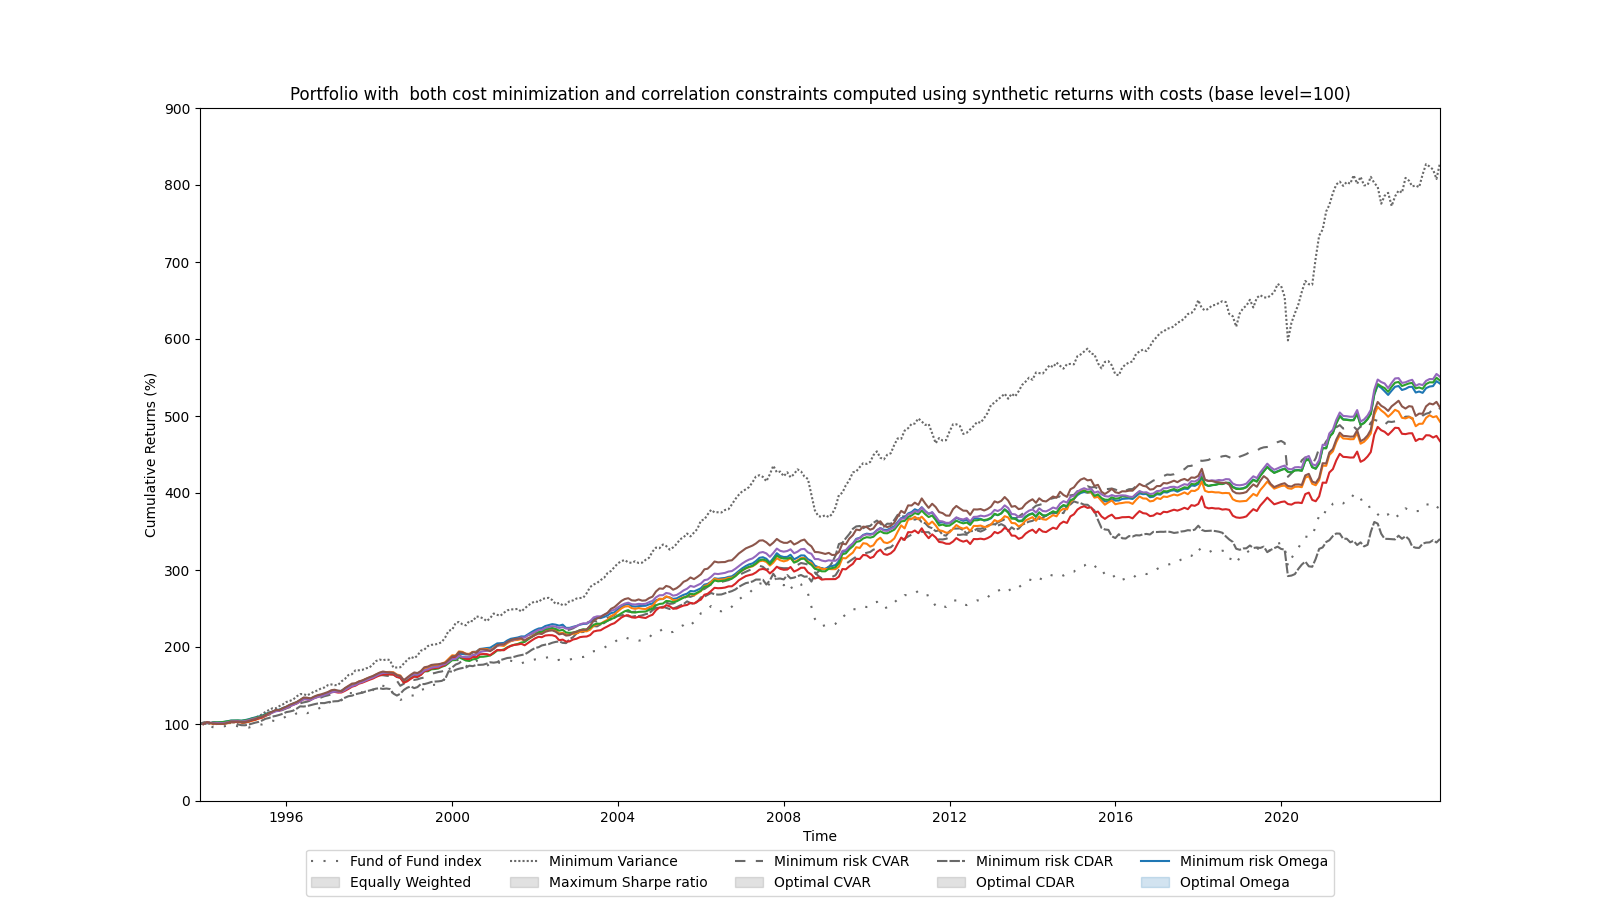 Portfolio with  both cost minimization and correlation constraints computed using synthetic returns with costs (base level=100)
900
800
700
600
500
400
300
200
100
0
Cumulative Returns (%)
1996 2000 2004 2008 2012 2016 2020
Time
Fund of Fund index Minimum Variance Minimum risk CVAR Minimum risk CDAR Minimum risk Omega
Equally Weighted Maximum Sharpe ratio Optimal CVAR Optimal CDAR Optimal Omega